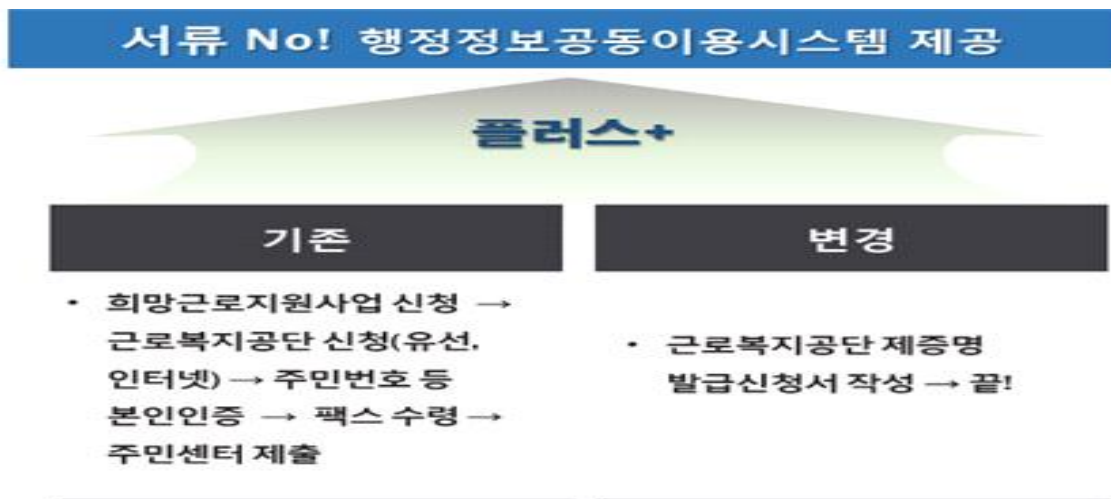 서류 No! 행정정보공동이용시스템 제공
플러스+
기존
• 희망근로지원사업 신청 →
근로복지공단 신청(유선,
인터넷) → 주민번호 등
본인인증 → 팩스 수령 →
주민센터 제출
변경
• 근로복지공단 제증명
발급신청서 작성 → 끝!